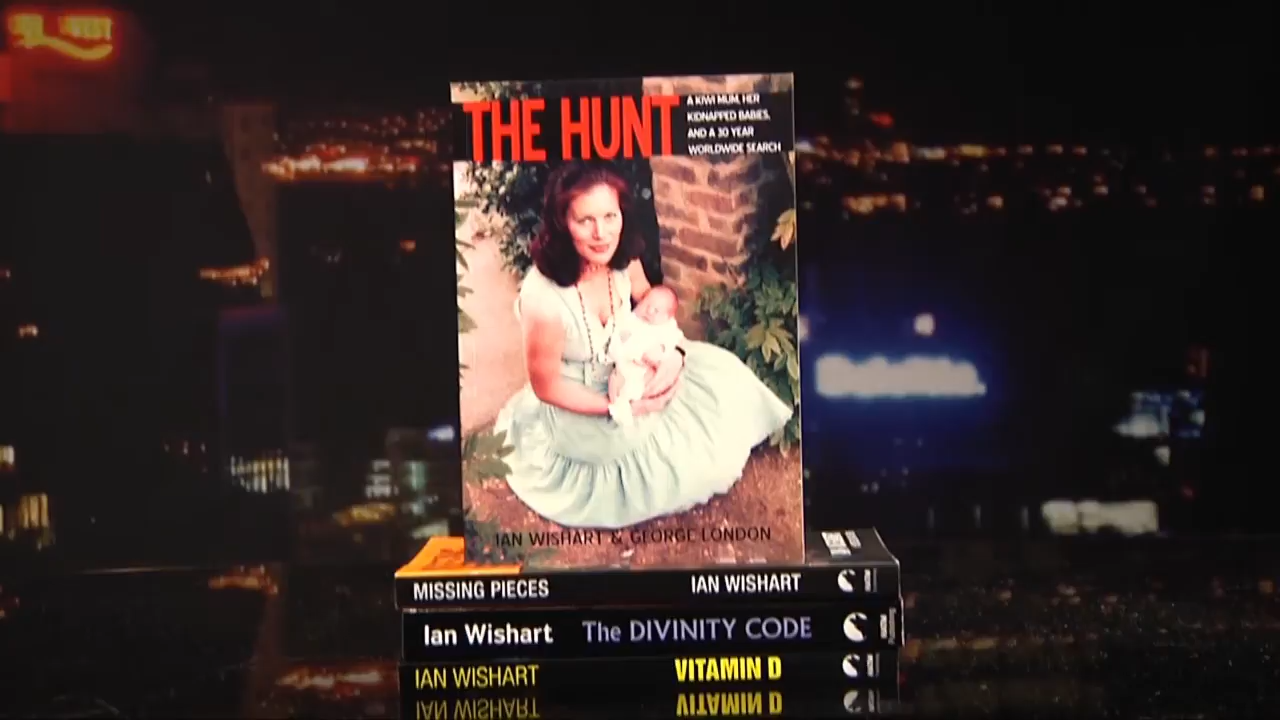 THE HUNT
A KIWI MUM, HER
KIDNAPPED BABIES,
AND A 30 YEAR
WORLDWIDE SEARCH
IAN WISHART & GEORGE LONDON
MISSING PIECES IAN WISHART
Ian Wishart The DIVINITY CODE
IAN WISHART VITAMIN D